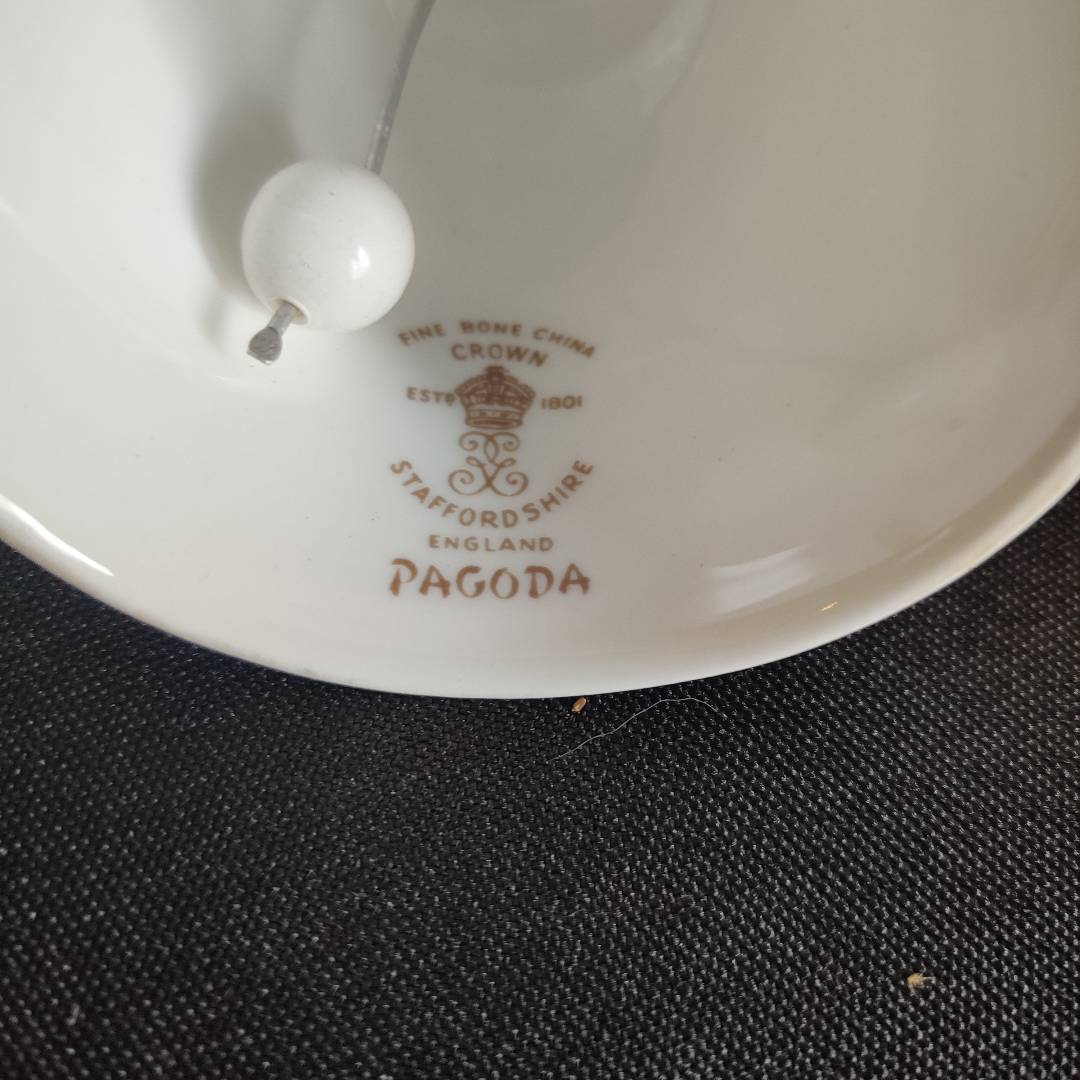 FINE BONE CHINA
CROWN
ESTD 1801
STAFFORDSHIRE
ENGLAND
PAGODA